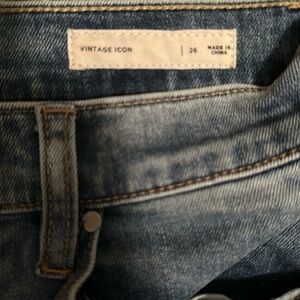 VINTAGE ICON | 26 MADE IN
CHINA